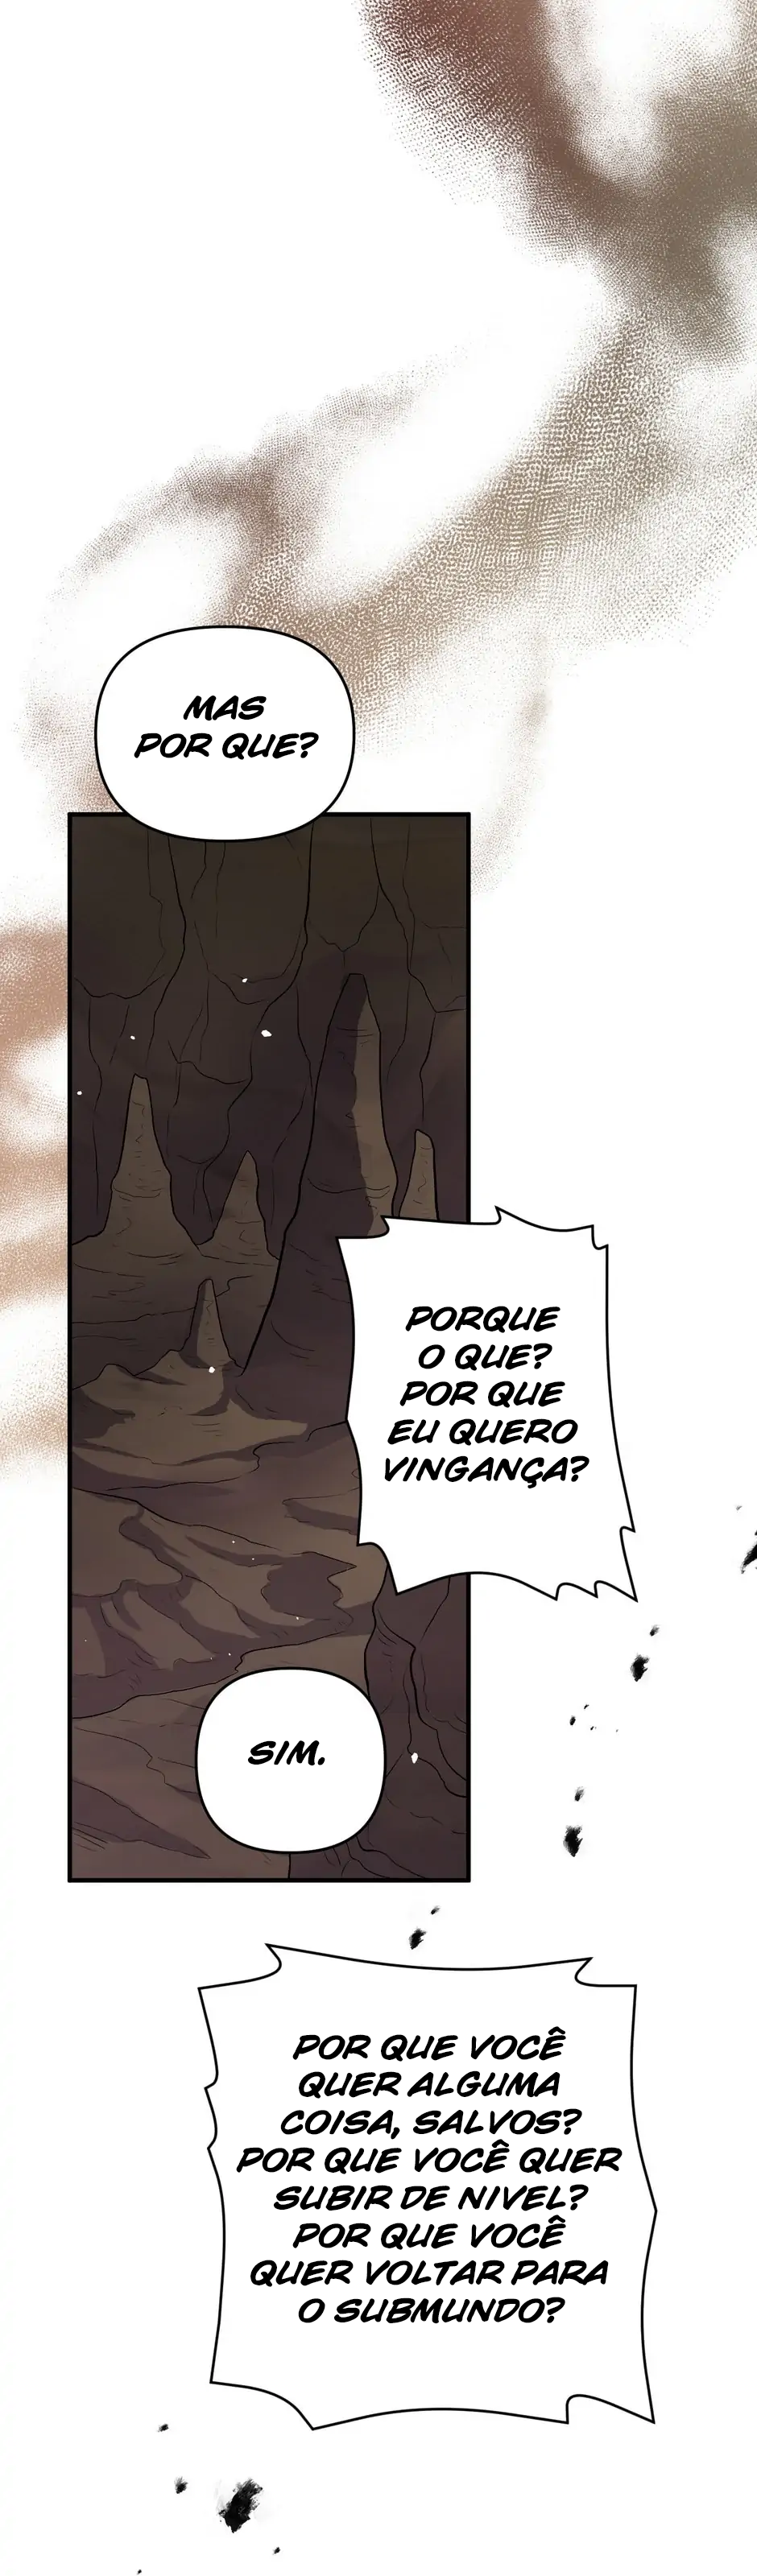 MAS
POR QUE?
PORQUE
O QUE?
POR QUE
EU QUERO
VINGANÇA?
SIM.
POR QUE VOCÊ
QUER ALGUMA
COISA, SALVOS?
POR QUE VOCÊ QUER
SUBIR DE NIVEL?
POR QUE VOCÊ
QUER VOLTAR PARA
O SUBMUNDO?